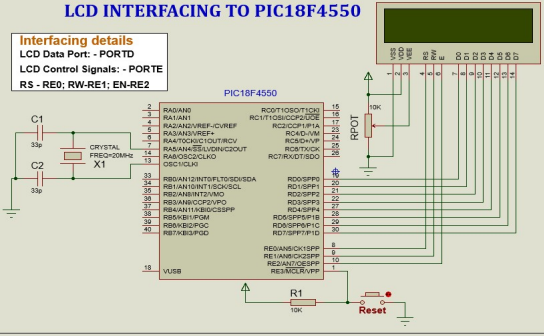 LCD INTERFACING TO PIC18F4550
Interfacing details
LCD Data Port: - PORTD
LCD Control Signals: - PORTE
RS - RE0; RW-RE1; EN-RE2
VSS
VDD
VEE
RS
RW
E
D0
D1
D2
D3
D4
D5
D6
D7
1
2
3
4
5
6
7
8
9
10
11
12
13
14
PIC18F4550
10K
RPOT
C1
33p
C2
33p
CRYSTAL
FREQ=20MHz
X1
2 RA0/AN0
3 RA1/AN1
4 RA2/AN2/VREF-/CVREF
5 RA3/AN3/VREF+
6 RA4/T0CKI/C1OUT/RCV
7 RA5/AN4/SS/LVDIN/C2OUT
14 RA6/OSC2/CLKO
13 OSC1/CLKI
33 RB0/AN12/INT0/FLT0/SDI/SDA
34 RB1/AN10/INT1/SCK/SCL
35 RB2/AN8/INT2/VMO
36 RB3/AN9/CCP2/VPO
37 RB4/AN11/KBI0/CSSPP
38 RB5/KBI1/PGM
39 RB6/KBI2/PGC
40 RB7/KBI3/PGD
18 VUSB
RC0/T1OSO/T1CKI 15
RC1/T1OSI/CCP2/UOE 16
RC2/CCP1/P1A 17
RC4/D-/VM 23
RC5/D+/VP 24
RC6/TX/CK 25
RC7/RX/DT/SDO 26
RD0/SPP0 19
RD1/SPP1 20
RD2/SPP2 21
RD3/SPP3 22
RD4/SPP4 27
RD5/SPP5/P1B 28
RD6/SPP6/P1C 29
RD7/SPP7/P1D 30
RE0/AN5/CK1SPP 8
RE1/AN6/CK2SPP 9
RE2/AN7/OESPP 10
RE3/MCLR/VPP 1
R1
10K
Reset